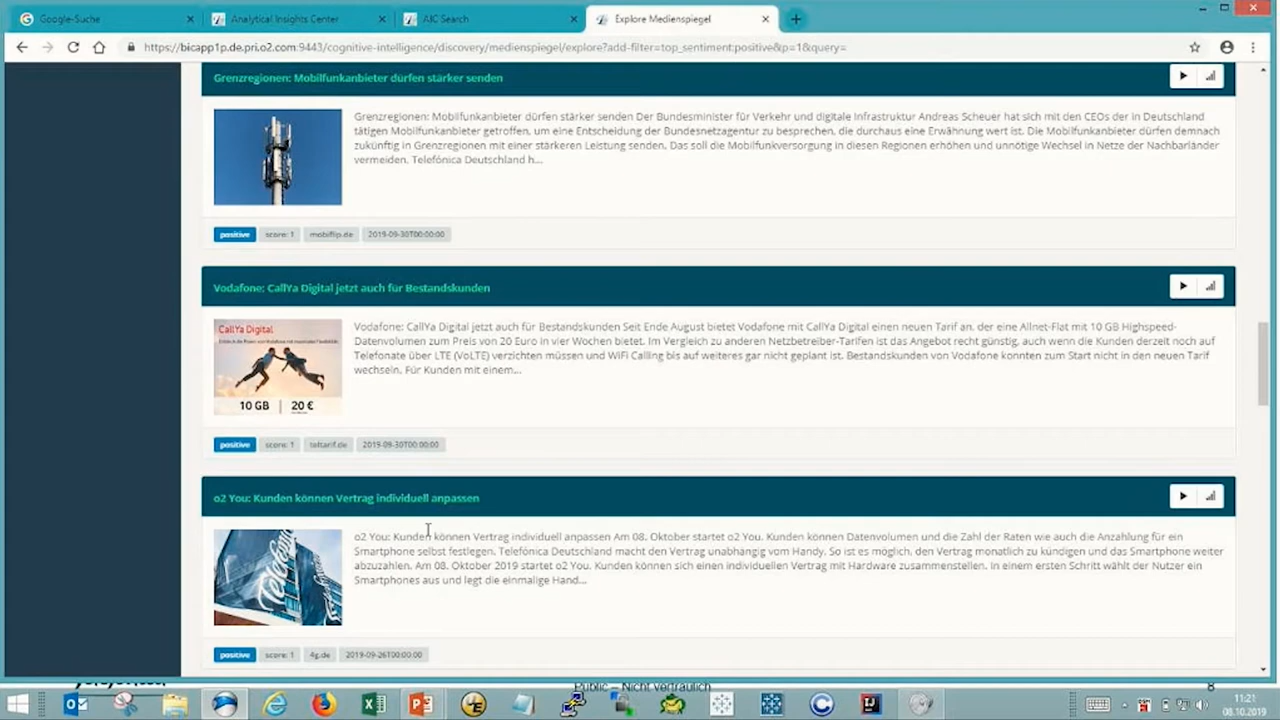 Google-Suche
Analytical Insights Center
AIC Search
Explore Medienspiegel
https://bicapp1p.de.pri.o2.com:9443/cognitive-intelligence/discovery/medienspiegel/explore?add-filter=top_sentiment:positive&p=1&query=
Grenzregionen: Mobilfunkanbieter dürfen stärker senden
Grenzregionen: Mobilfunkanbieter dürfen stärker senden Der Bundesminister für Verkehr und digitale Infrastruktur Andreas Scheuer hat sich mit den CEOs der in Deutschland
tätigen Mobilfunkanbieter getroffen, um eine Entscheidung der Bundesnetzagentur zu besprechen, die durchaus eine Erwähnung wert ist. Die Mobilfunkanbieter dürfen demnach
zukünftig in Grenzregionen mit einer stärkeren Leistung senden. Das soll die Mobilfunkversorgung in diesen Regionen erhöhen und unnötige Wechsel in Netze der Nachbarländer
vermeiden. Telefónica Deutschland h...
positive score: 1 mobiflip.de 2019-09-30T00:00:00
Vodafone: CallYa Digital jetzt auch für Bestandskunden
CallYa Digital
10 GB | 20 €
Vodafone: CallYa Digital jetzt auch für Bestandskunden Seit Ende August bietet Vodafone mit CallYa Digital einen neuen Tarif an, der eine Allnet-Flat mit 10 GB Highspeed-
Datenvolumen zum Preis von 20 Euro in vier Wochen bietet. Im Vergleich zu anderen Netzbetreiber-Tarifen ist das Angebot recht günstig, auch wenn die Kunden derzeit noch auf
Telefonate über LTE (VoLTE) verzichten müssen und WiFi Calling bis auf weiteres gar nicht geplant ist. Bestandskunden von Vodafone konnten zum Start nicht in den neuen Tarif
wechseln. Für Kunden mit einem...
positive score: 1 teltarif.de 2019-09-30T00:00:00
o2 You: Kunden können Vertrag individuell anpassen
Telefónica
o2 You: Kunden können Vertrag individuell anpassen Am 08. Oktober startet o2 You. Kunden können Datenvolumen und die Zahl der Raten wie auch die Anzahlung für ein
Smartphone selbst festlegen. Telefónica Deutschland macht den Vertrag unabhängig vom Handy. So ist es möglich, den Vertrag monatlich zu kündigen und das Smartphone weiter
abzuzahlen. Am 08. Oktober 2019 startet o2 You. Kunden können sich einen individuellen Vertrag mit Hardware zusammenstellen. In einem ersten Schritt wählt der Nutzer ein
Smartphones aus und legt die einmalige Hand...
positive score: 1 4g.de 2019-09-26T00:00:00
Public – Nicht vertraulich
8
11:21
08.10.2019